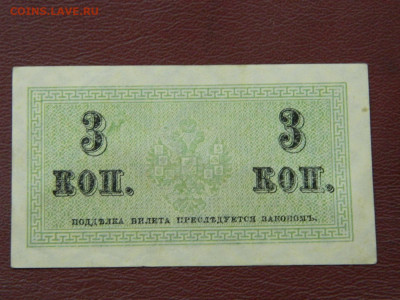 COINS.LAVE.RU
3 3
КОП. КОП.
ПОДДѢЛКА БИЛЕТА ПРЕСЛѢДУЕТСЯ ЗАКОНОМЪ.